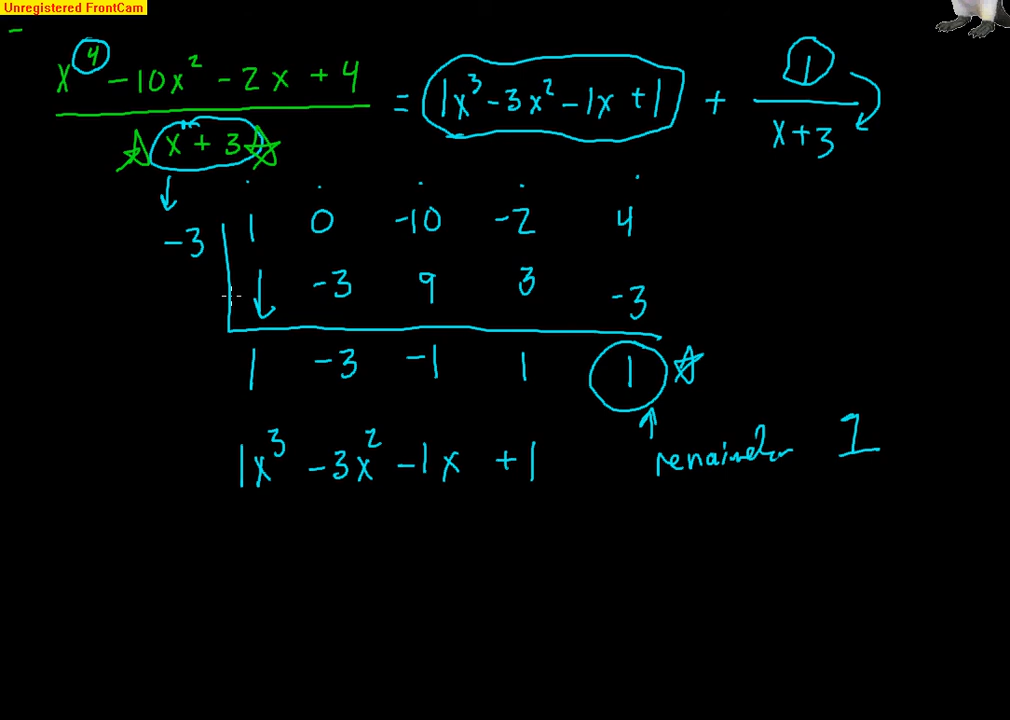 Unregistered FrontCam
x⁴ - 10x² - 2x + 4 = 1x³ - 3x² - 1x + 1 + 1
x + 3 x + 3
-3 1 0 -10 -2 4
-3 9 3 -3
1 -3 -1 1 1
1x³ - 3x² - 1x + 1 remainder 1